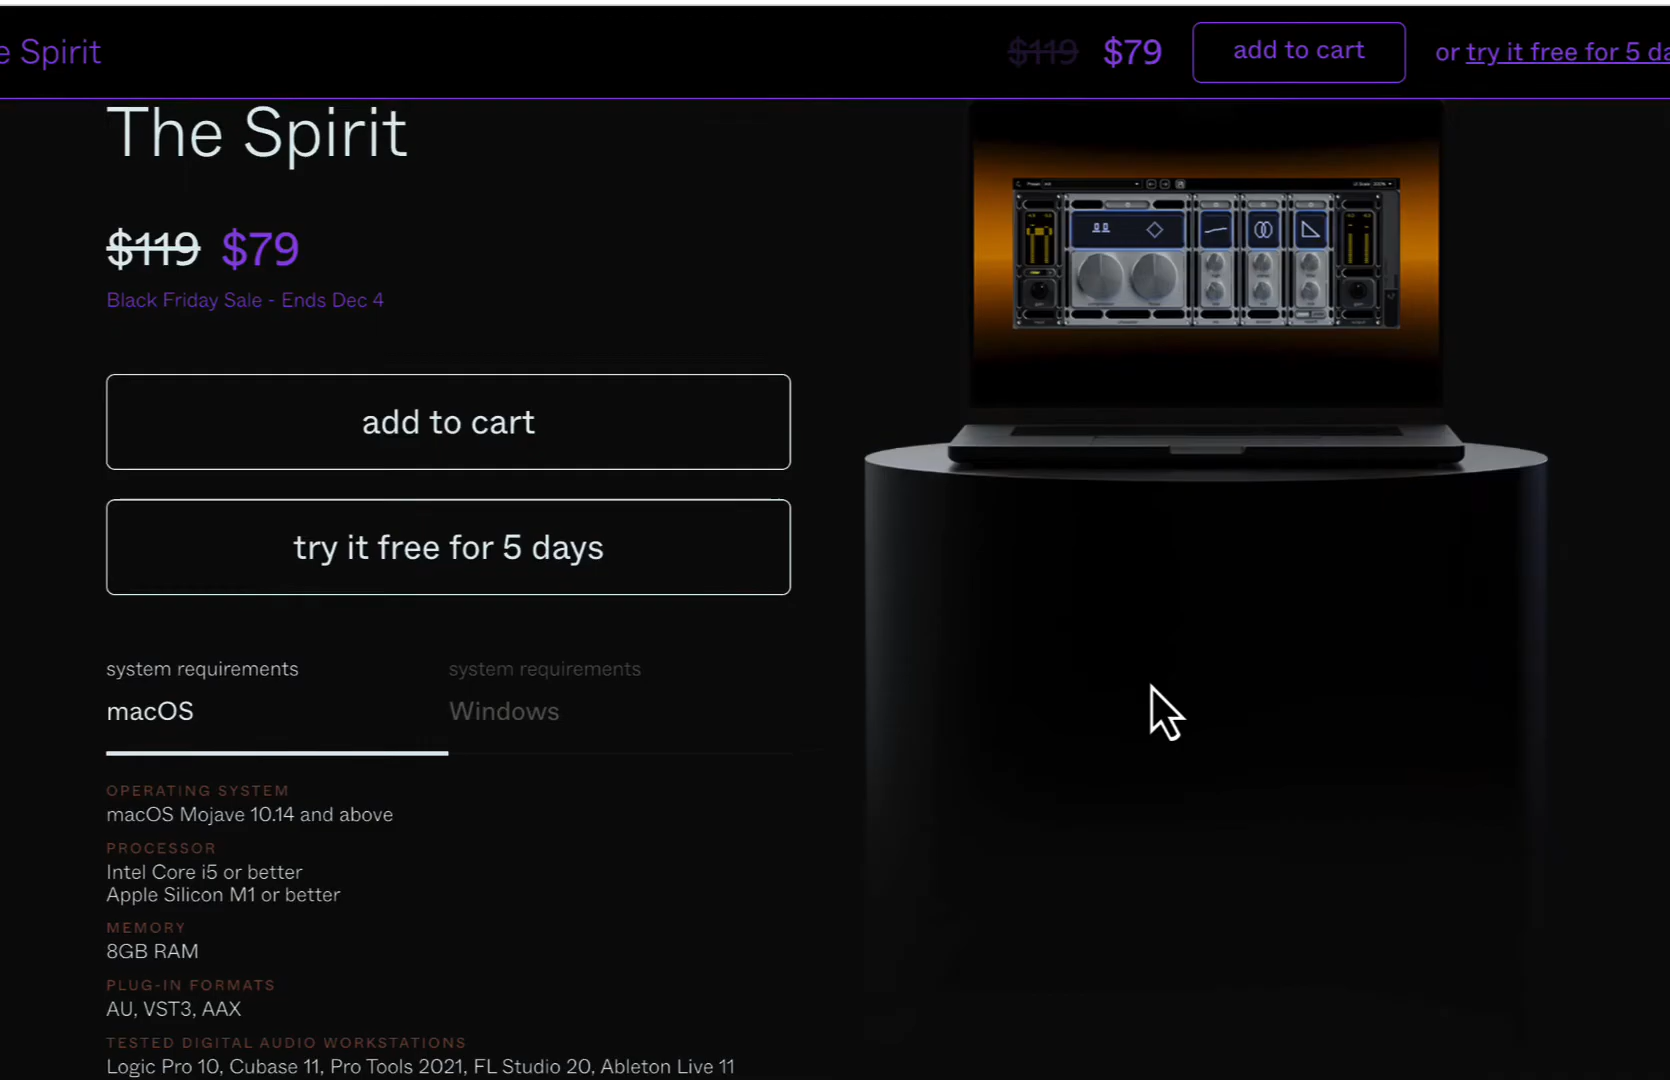 e Spirit
$119 $79 add to cart or try it free for 5 da
The Spirit
$119 $79
Black Friday Sale - Ends Dec 4
add to cart
try it free for 5 days
system requirements
macOS
system requirements
Windows
OPERATING SYSTEM
macOS Mojave 10.14 and above
PROCESSOR
Intel Core i5 or better
Apple Silicon M1 or better
MEMORY
8GB RAM
PLUG-IN FORMATS
AU, VST3, AAX
TESTED DIGITAL AUDIO WORKSTATIONS
Logic Pro 10, Cubase 11, Pro Tools 2021, FL Studio 20, Ableton Live 11